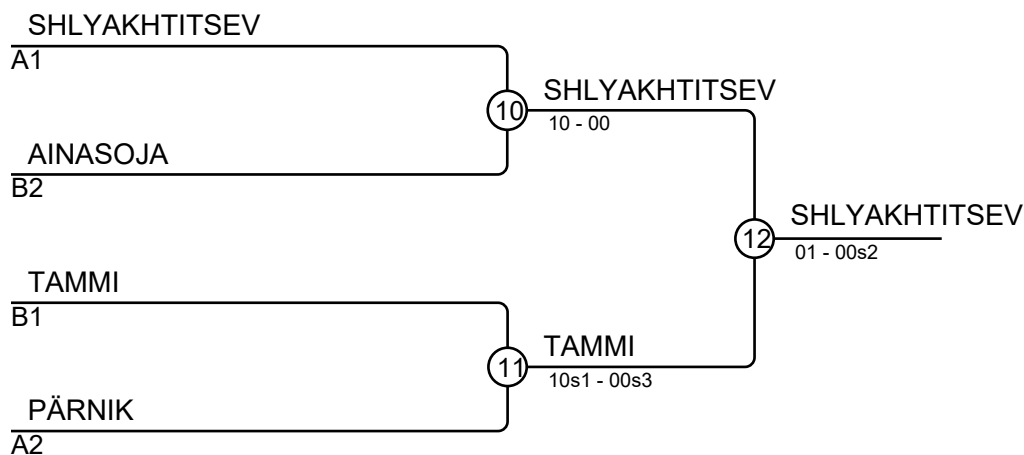 SHLYAKHTITSEV
A1
10
SHLYAKHTITSEV
10 - 00
AINASOJA
B2
12
SHLYAKHTITSEV
01 - 00s2
TAMMI
B1
11
TAMMI
10s1 - 00s3
PÄRNIK
A2